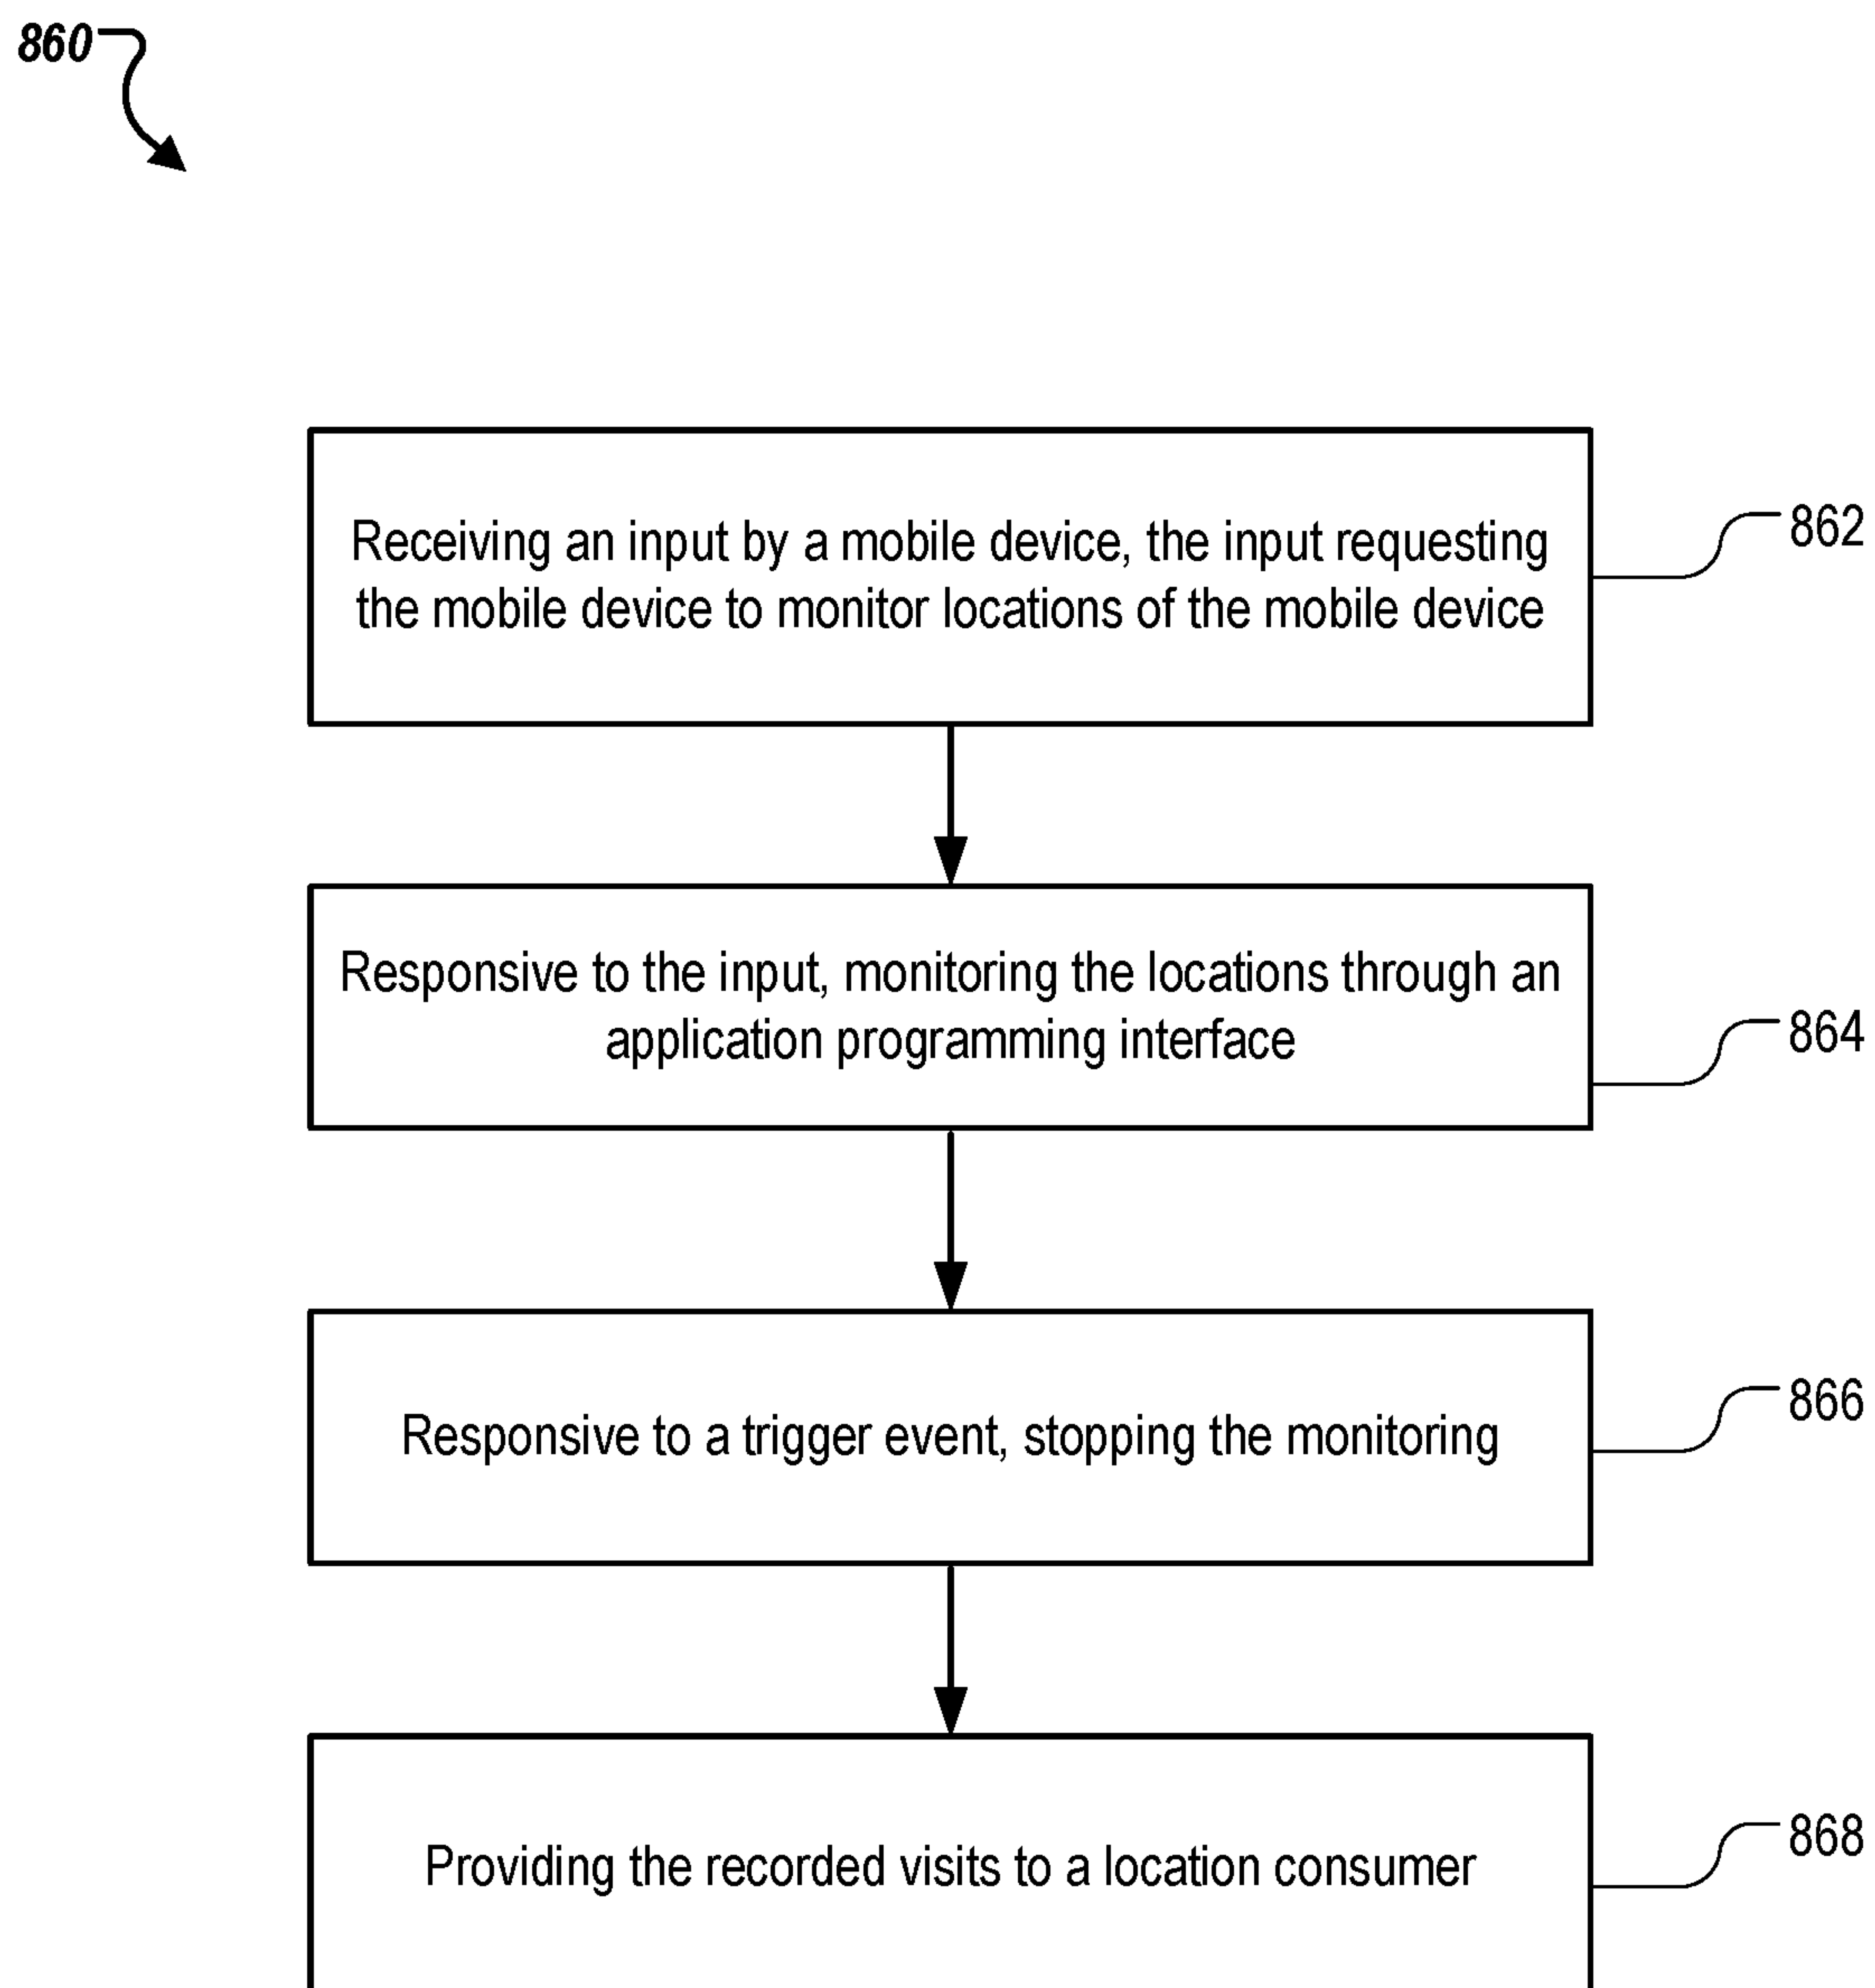 860
Receiving an input by a mobile device, the input requesting
the mobile device to monitor locations of the mobile device
862
Responsive to the input, monitoring the locations through an
application programming interface
864
Responsive to a trigger event, stopping the monitoring
866
Providing the recorded visits to a location consumer
868